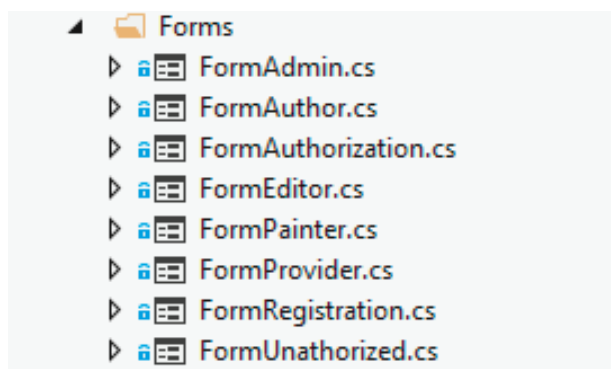 Forms
FormAdmin.cs
FormAuthor.cs
FormAuthorization.cs
FormEditor.cs
FormPainter.cs
FormProvider.cs
FormRegistration.cs
FormUnathorized.cs